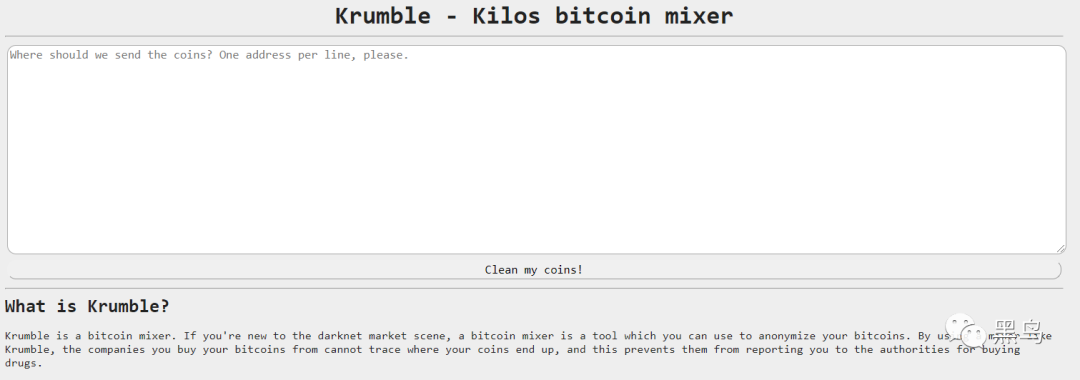 Krumble - Kilos bitcoin mixer
Where should we send the coins? One address per line, please.
Clean my coins!
What is Krumble?
Krumble is a bitcoin mixer. If you're new to the darknet market scene, a bitcoin mixer is a tool which you can use to anonymize your bitcoins. By
Krumble, the companies you buy your bitcoins from cannot trace where your coins end up, and this prevents them from reporting you to the authorities for buying
drugs.
黑鸟